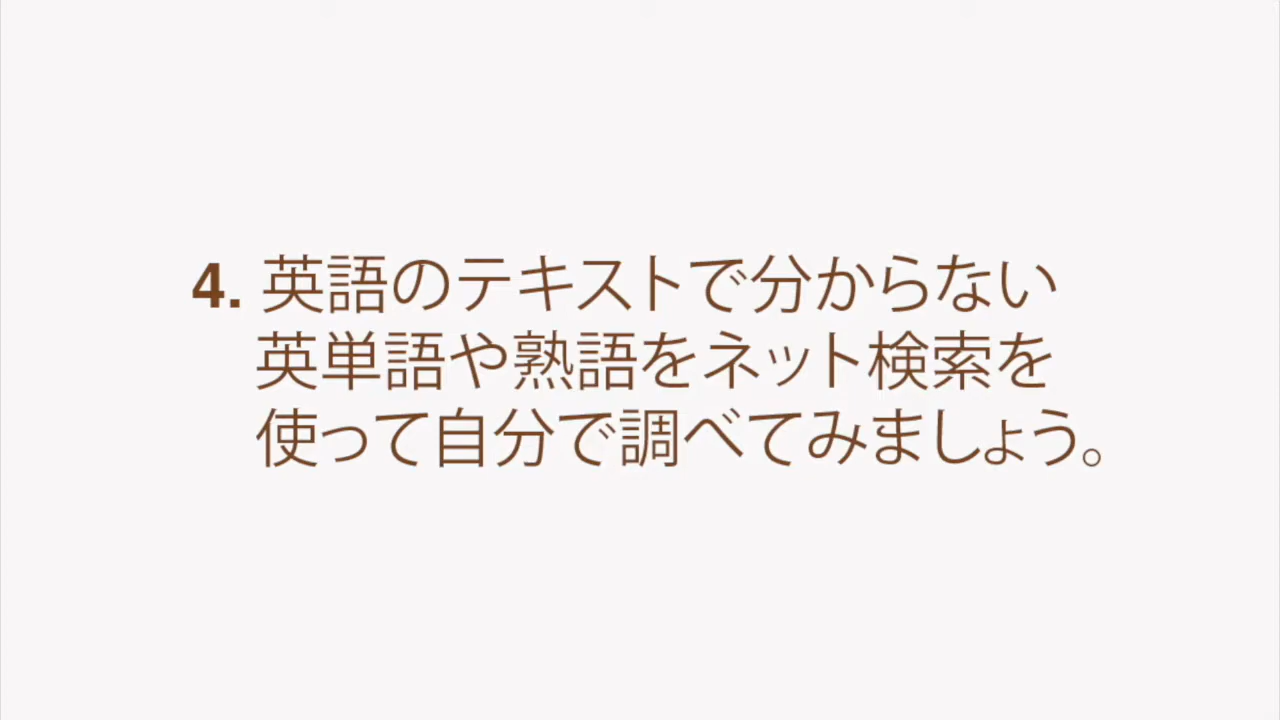 4. 英語のテキストで分からない
英単語や熟語をネット検索を
使って自分で調べてみましょう。